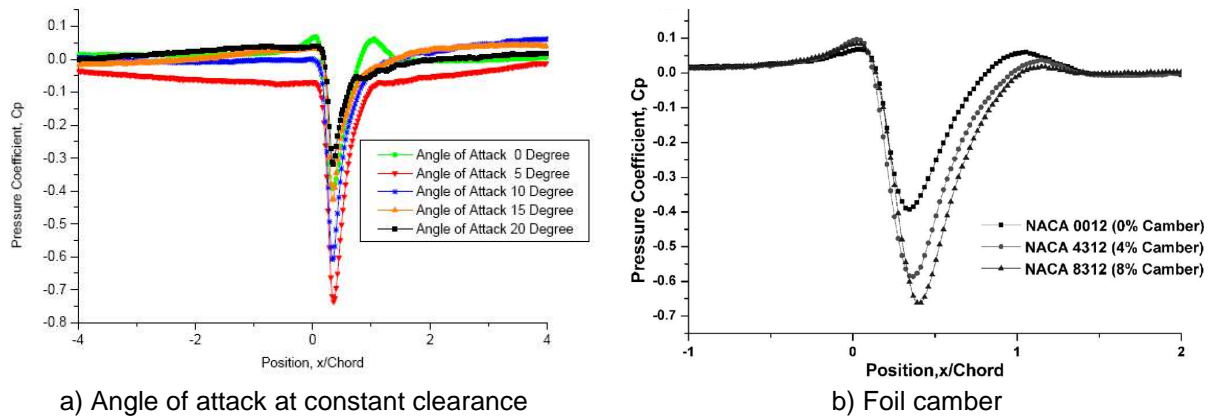 0.1
0.0
-0.1
-0.2
-0.3
-0.4
-0.5
-0.6
-0.7
-0.8
-4
-2
0
2
4
Pressure Coefficient, Cp
Position, x/Chord
Angle of Attack 0 Degree
Angle of Attack 5 Degree
Angle of Attack 10 Degree
Angle of Attack 15 Degree
Angle of Attack 20 Degree
a) Angle of attack at constant clearance
0.1
0.0
-0.1
-0.2
-0.3
-0.4
-0.5
-0.6
-0.7
-1
0
1
2
Pressure Coefficient, Cp
Position,x/Chord
NACA 0012 (0% Camber)
NACA 4312 (4% Camber)
NACA 8312 (8% Camber)
b) Foil camber